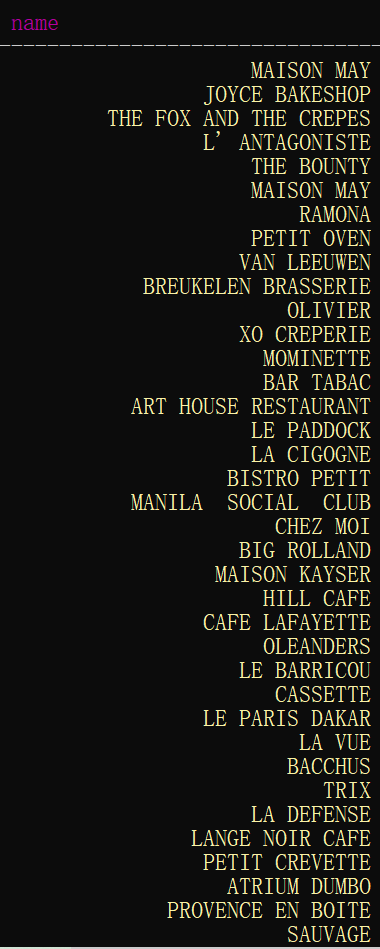 name
MAISON MAY
JOYCE BAKESHOP
THE FOX AND THE CREPES
L’ ANTAGONISTE
THE BOUNTY
MAISON MAY
RAMONA
PETIT OVEN
VAN LEEUWEN
BREUKELEN BRASSERIE
OLIVIER
XO CREPERIE
MOMINETTE
BAR TABAC
ART HOUSE RESTAURANT
LE PADDOCK
LA CIGOGNE
BISTRO PETIT
MANILA  SOCIAL  CLUB
CHEZ MOI
BIG ROLLAND
MAISON KAYSER
HILL CAFE
CAFE LAFAYETTE
OLEANDERS
LE BARRICOU
CASSETTE
LE PARIS DAKAR
LA VUE
BACCHUS
TRIX
LA DEFENSE
LANGE NOIR CAFE
PETIT CREVETTE
ATRIUM DUMBO
PROVENCE EN BOITE
SAUVAGE